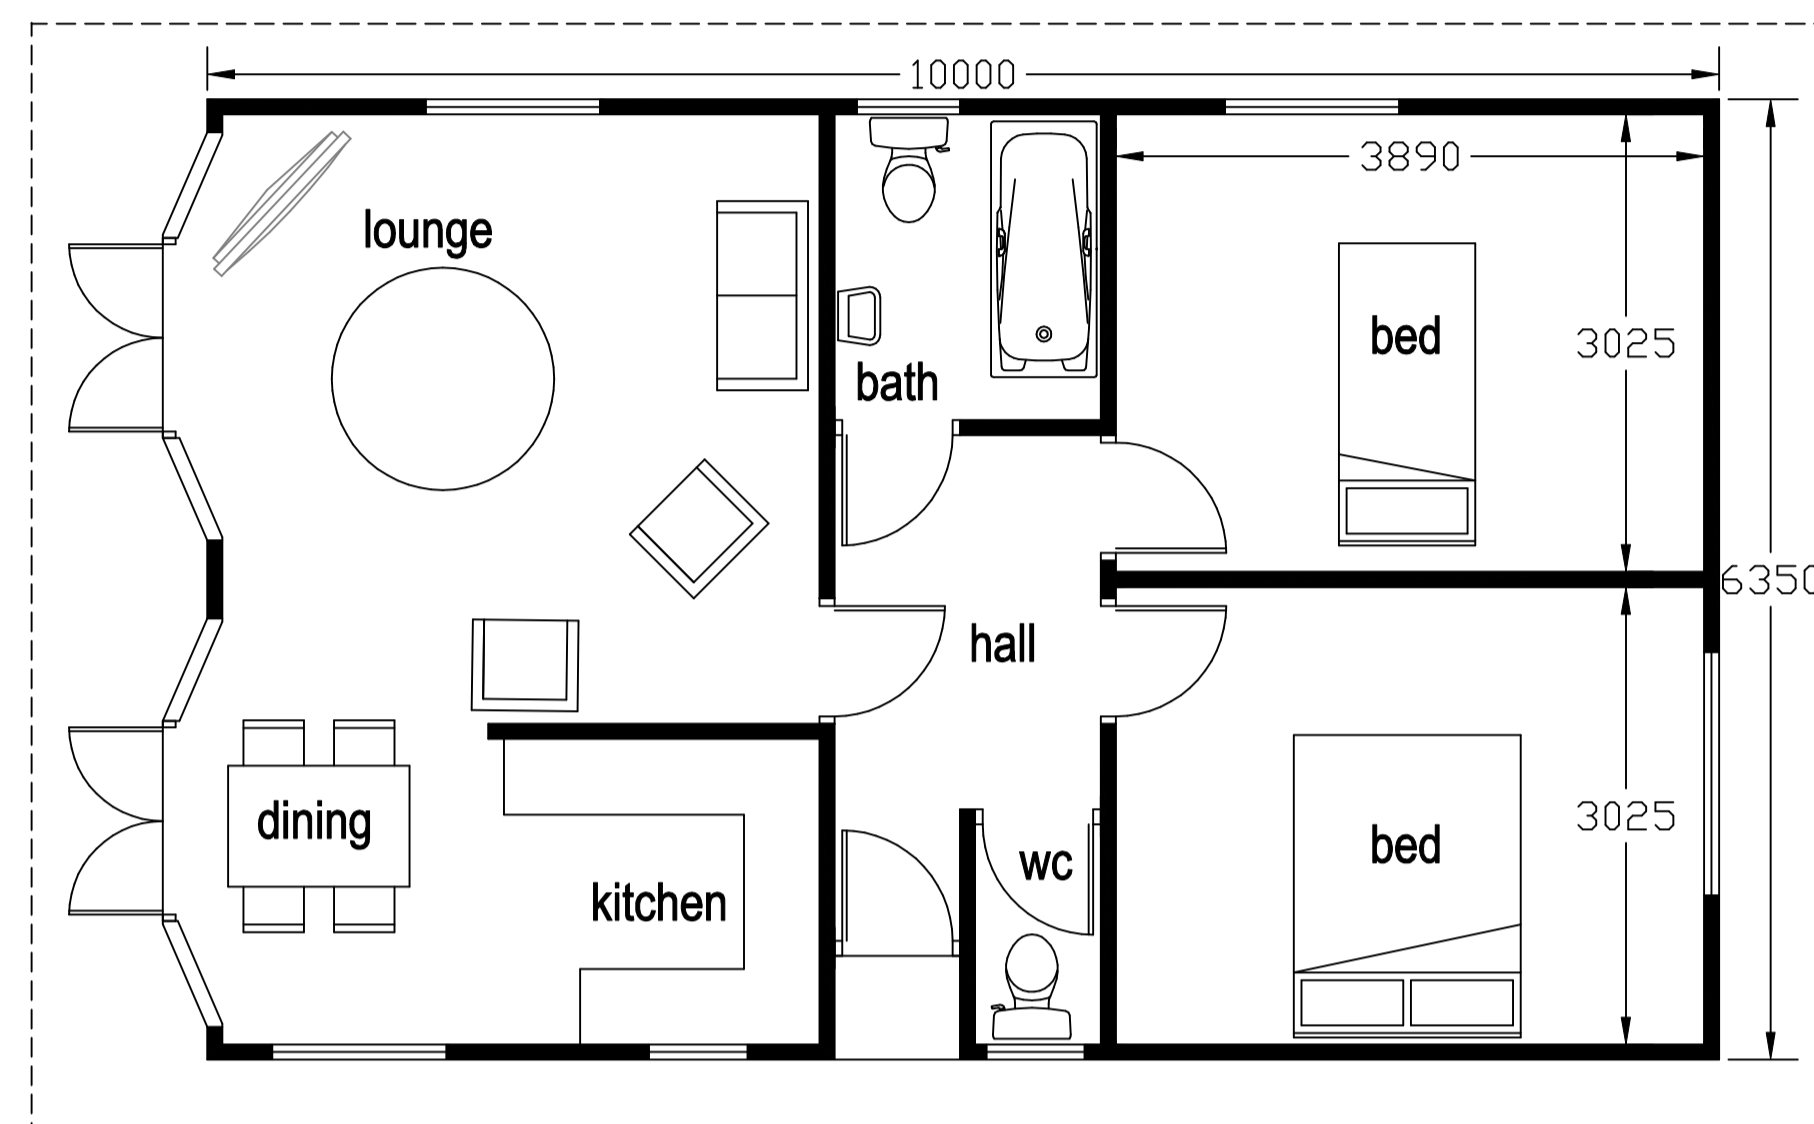 10000
3890
lounge
bed
3025
bath
6350
hall
dining
3025
bed
wc
kitchen